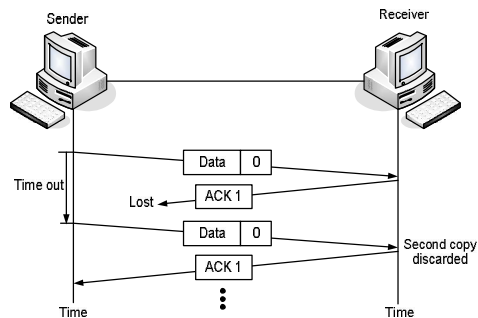 Sender
Receiver
Data 0
Time out
ACK 1
Lost
Data 0
Second copy
discarded
ACK 1
Time
Time